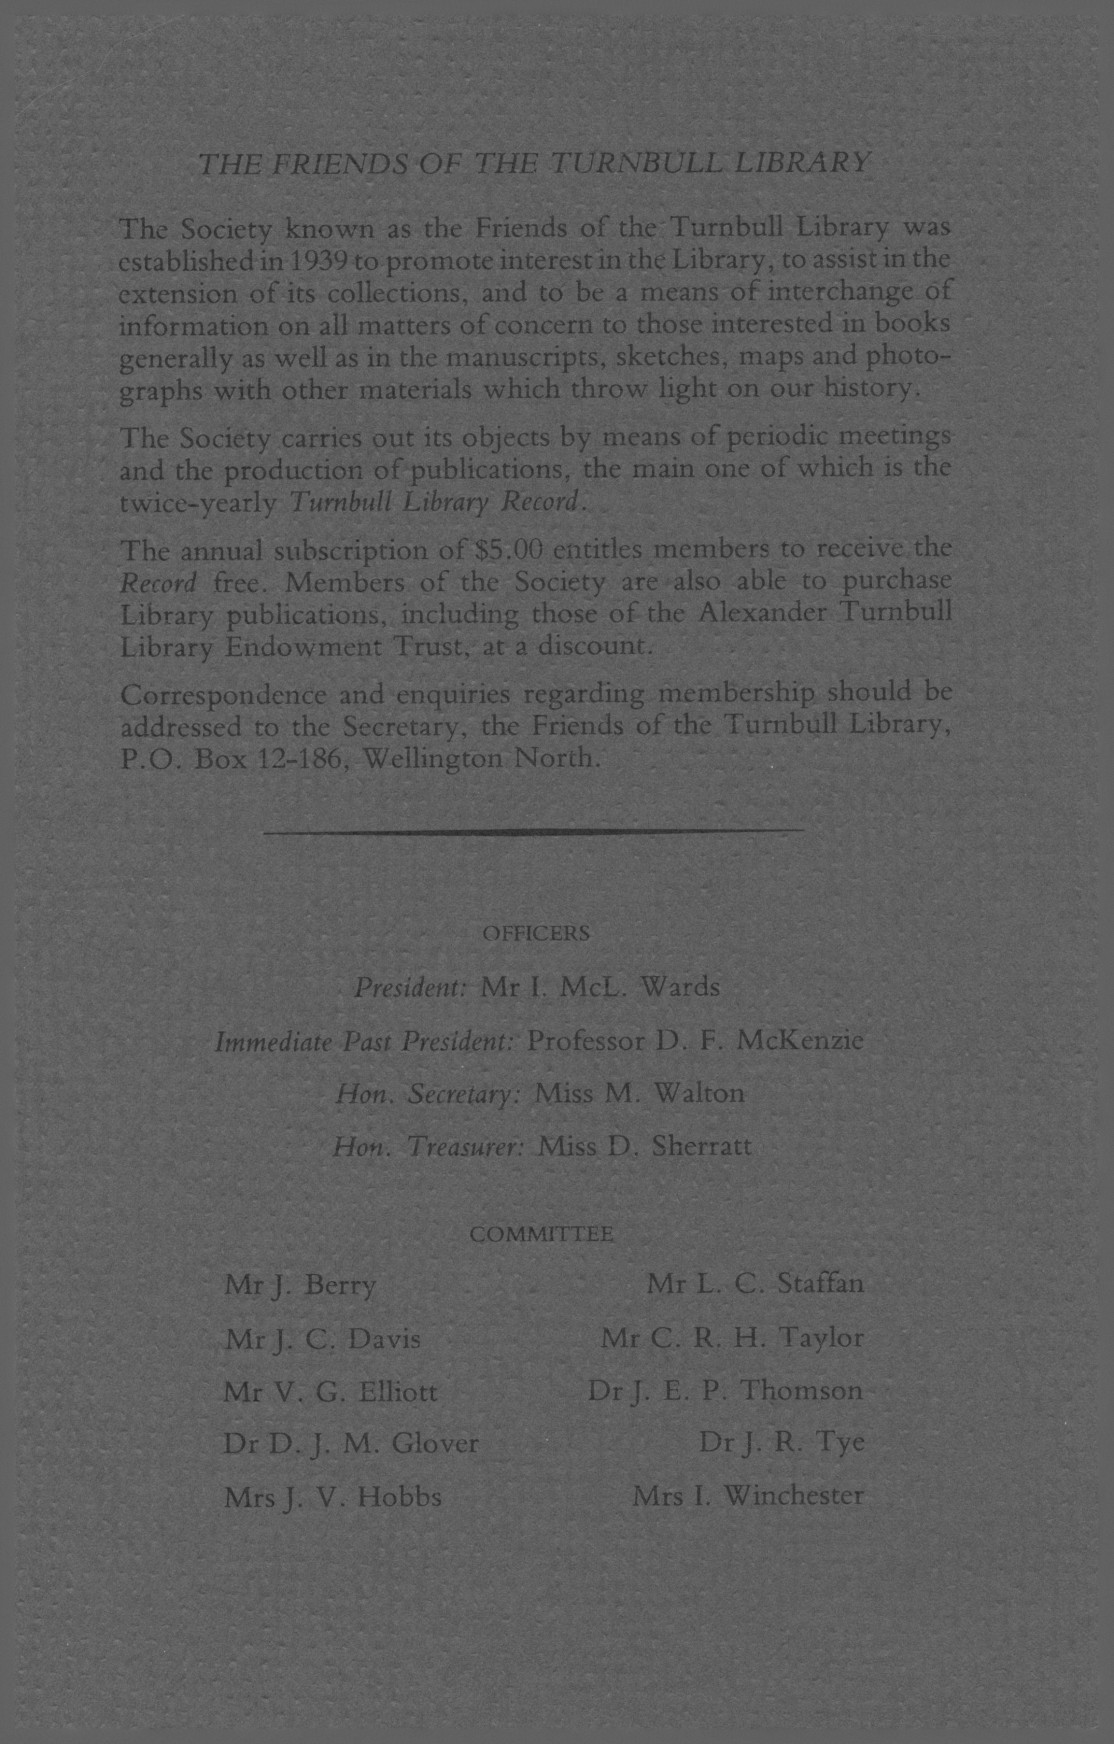 THE FRIENDS OF THE TURNBULL LIBRARY
The Society known as the Friends of the Turnbull Library was
established in 1939 to promote interest in the Library, to assist in the
extension of its collections, and to be a means of interchange of
information on all matters of concern to those interested in books
generally as well as in the manuscripts, sketches, maps and photo-
graphs with other materials which throw light on our history.
The Society carries out its objects by means of periodic meetings
and the production of publications, the main one of which is the
twice-yearly Turnbull Library Record.
The annual subscription of $5.00 entitles members to receive the
Record free. Members of the Society are also able to purchase
Library publications, including those of the Alexander Turnbull
Library Endowment Trust, at a discount.
Correspondence and enquiries regarding membership should be
addressed to the Secretary, the Friends of the Turnbull Library,
P.O. Box 12-186, Wellington North.
OFFICERS
President: Mr I. McL. Wards
Immediate Past President: Professor D. F. McKenzie
Hon. Secretary: Miss M. Walton
Hon. Treasurer: Miss D. Sherratt
COMMITTEE
Mr J. Berry
Mr L. C. Staffan
Mr J. C. Davis
Mr C. R. H. Taylor
Mr V. G. Elliott
Dr J. E. P. Thomson
Dr D. J. M. Glover
Dr J. R. Tye
Mrs J. V. Hobbs
Mrs I. Winchester